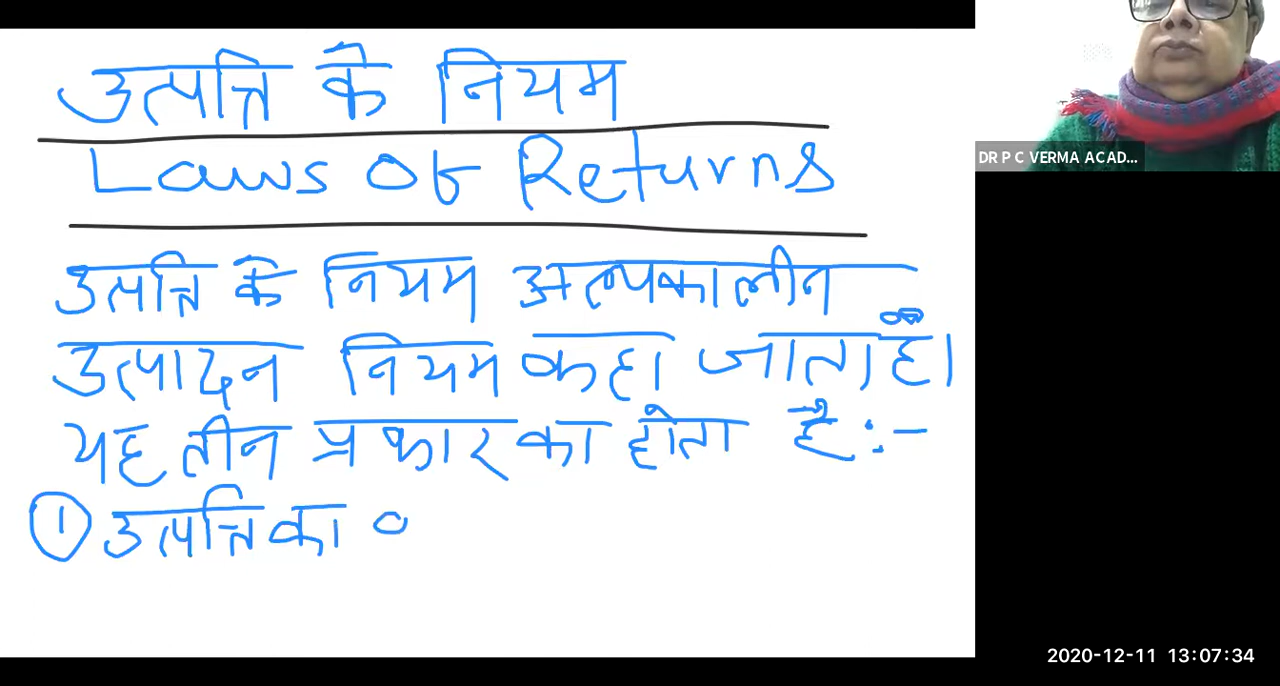 उत्पत्ति के नियम
Laws of Returns
उत्पत्ति के नियम अल्पकालीन
उत्पादन नियम कहा जाता है।
यह तीन प्रकार का होता है :-
① उत्पत्ति का
DR P C VERMA ACAD...
2020-12-11 13:07:34